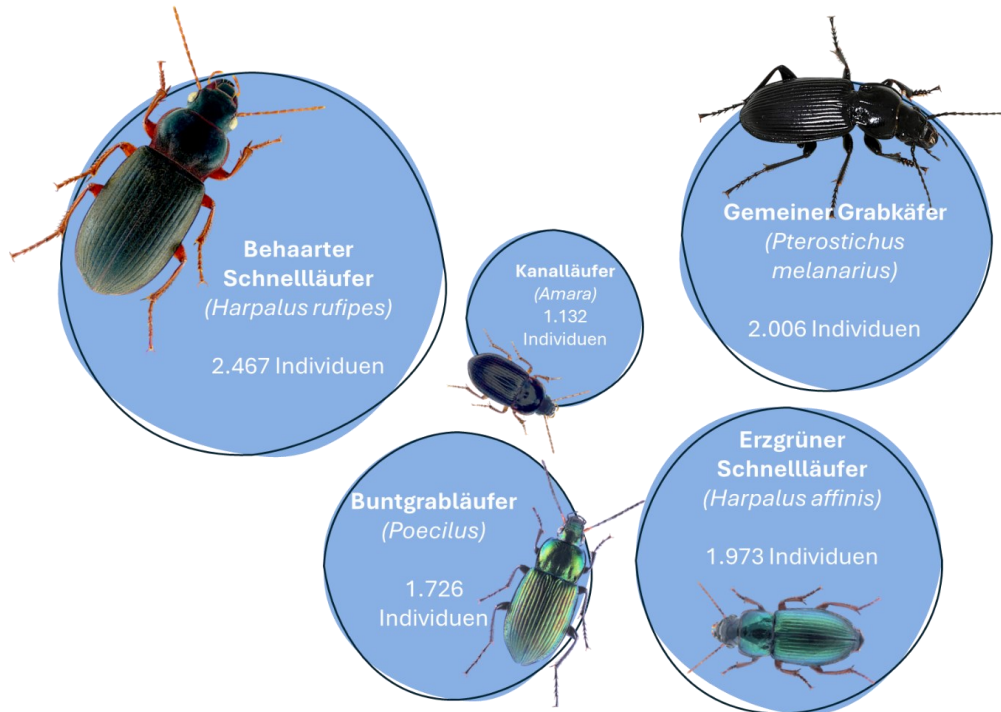 Behaarter
Schnellläufer
(Harpalus rufipes)
2.467 Individuen
Gemeiner Grabkäfer
(Pterostichus
melanarius)
2.006 Individuen
Kanalläufer
(Amara)
1.132
Individuen
Buntgrabläufer
(Poecilus)
1.726
Individuen
Erzgrüner
Schnellläufer
(Harpalus affinis)
1.973 Individuen